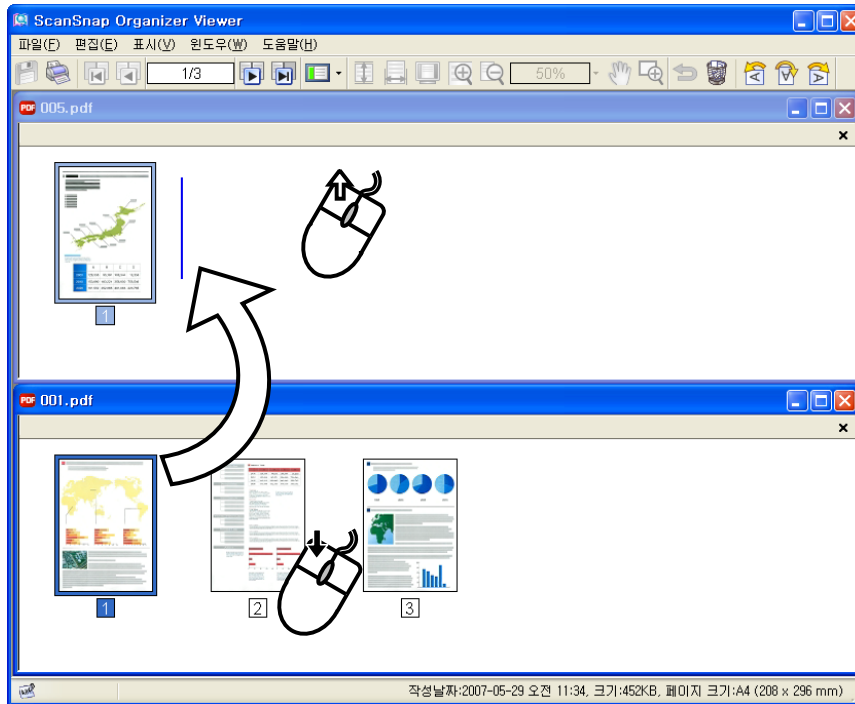 ScanSnap Organizer Viewer
파일(F) 편집(E) 표시(V) 윈도우(W) 도움말(H)
1/3 50% A A A
PDF 005.pdf
1
PDF 001.pdf
1 2 3
작성날짜:2007-05-29 오전 11:34, 크기:452KB, 페이지 크기:A4 (208 x 296 mm)